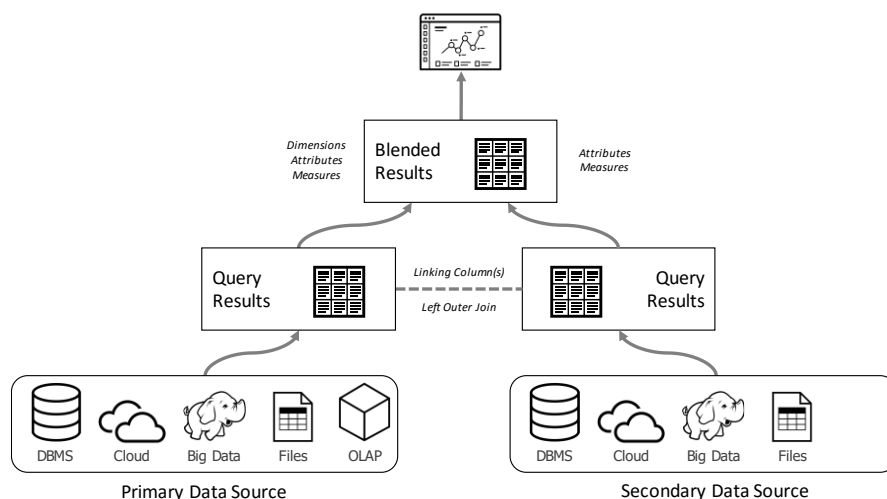 Dimensions
Attributes
Measures
Blended
Results
Attributes
Measures
Query
Results
Linking Column(s)
Left Outer Join
Query
Results
DBMS
Cloud
Big Data
Files
OLAP
DBMS
Cloud
Big Data
Files
Primary Data Source
Secondary Data Source